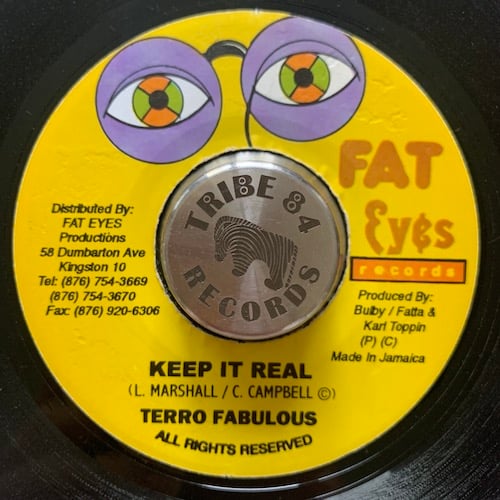 FAT
Eye$
records
Distributed By:
FAT EYES
Productions
58 Dumbarton Ave
Kingston 10
Tel: (876) 754-3669
(876) 754-3670
Fax: (876) 920-6306
TRIBE 84
RECORDS
Produced By:
Bulby / Fatta &
Karl Toppin
(P) (C)
Made In Jamaica
KEEP IT REAL
(L. MARSHALL / C. CAMPBELL ©)
TERRO FABULOUS
ALL RIGHTS RESERVED